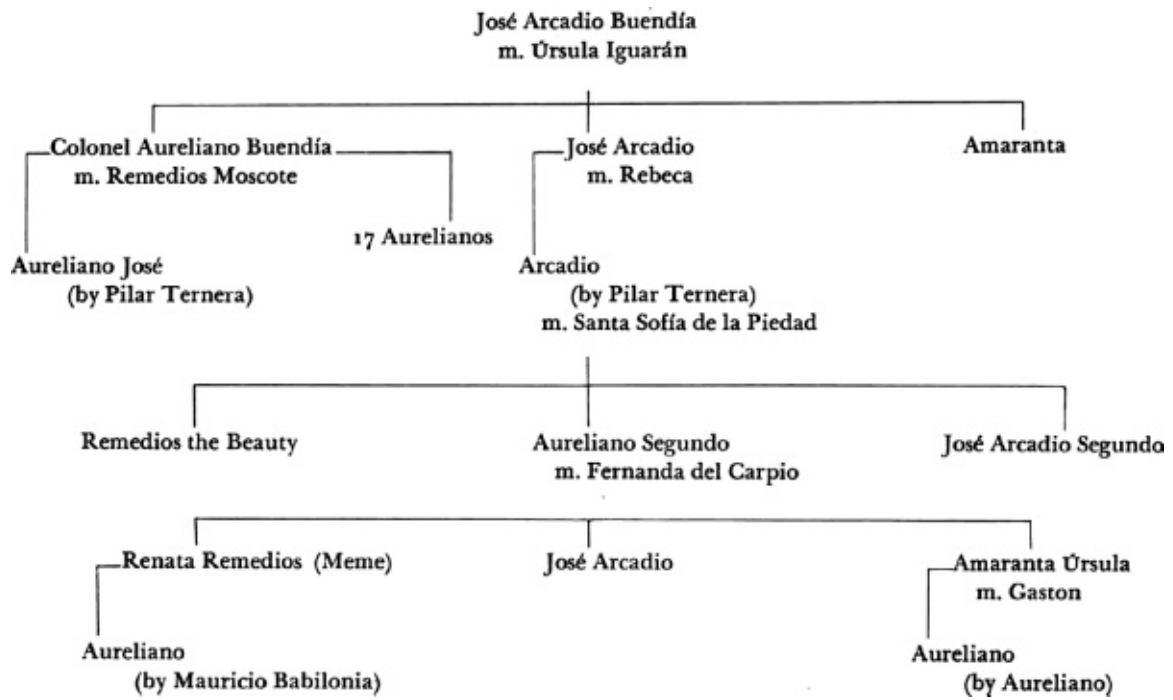 José Arcadio Buendía
m. Úrsula Iguarán
Colonel Aureliano Buendía
m. Remedios Moscote
José Arcadio
m. Rebeca
Amaranta
17 Aurelianos
Aureliano José
(by Pilar Ternera)
Arcadio
(by Pilar Ternera)
m. Santa Sofía de la Piedad
Remedios the Beauty
Aureliano Segundo
m. Fernanda del Carpio
José Arcadio Segundo
Renata Remedios (Meme)
José Arcadio
Amaranta Úrsula
m. Gaston
Aureliano
(by Mauricio Babilonia)
Aureliano
(by Aureliano)